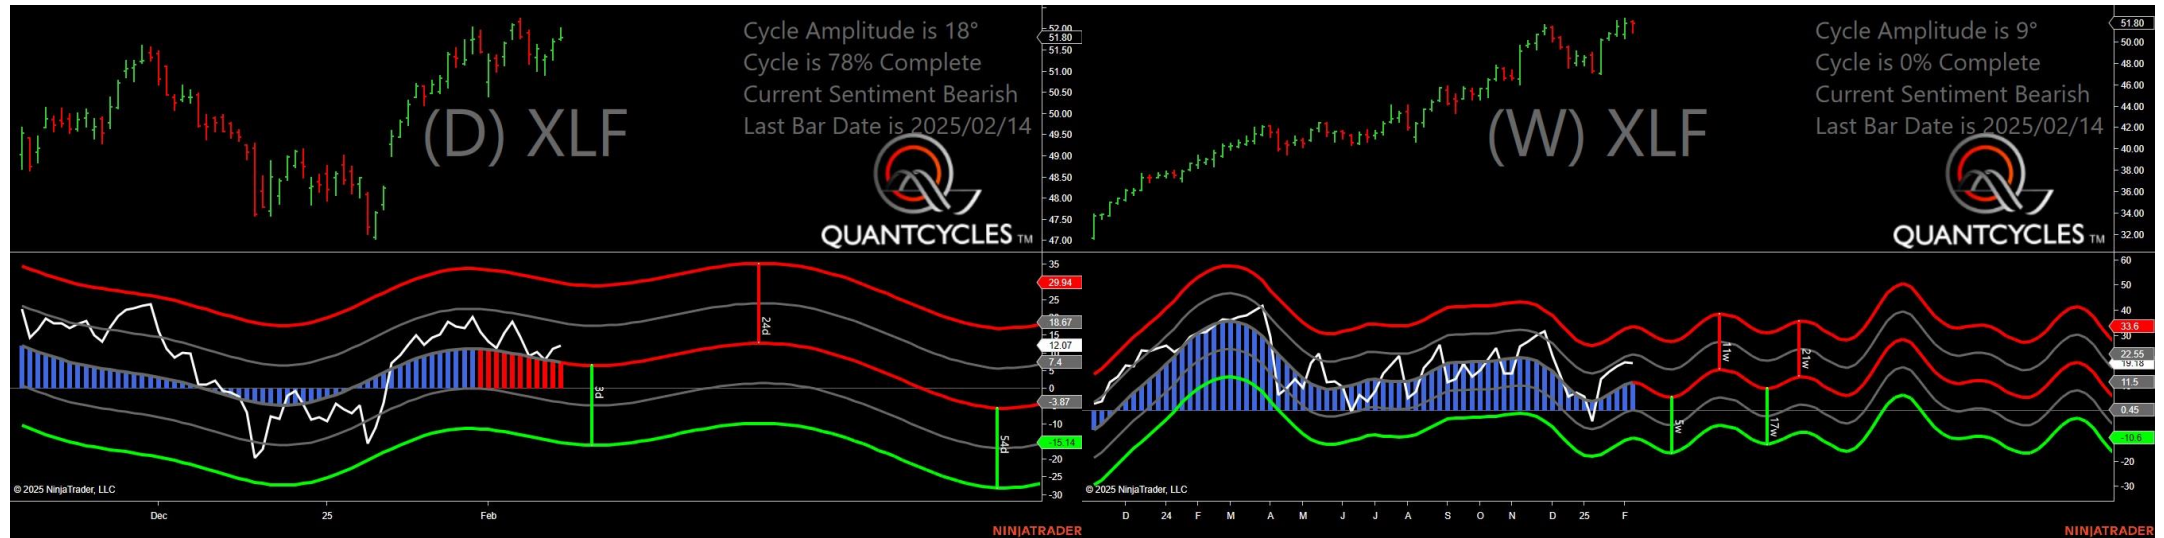 Cycle Amplitude is 18°
Cycle is 78% Complete
Current Sentiment Bearish
Last Bar Date is 2025/02/14
(D) XLF
QUANTCYCLES TM
52.00
51.80
51.50
51.00
50.50
50.00
49.50
49.00
48.50
48.00
47.50
47.00
35
29.94
25
18.67
12.07
7.4
5
0
-3.87
-10
-15.14
-20
-25
-30
3d
24d
54d
© 2025 NinjaTrader, LLC
Dec
25
Feb
NINJATRADER
Cycle Amplitude is 9°
Cycle is 0% Complete
Current Sentiment Bearish
Last Bar Date is 2025/02/14
(W) XLF
QUANTCYCLES TM
51.80
50.00
48.00
46.00
44.00
42.00
40.00
38.00
36.00
34.00
32.00
60
50
40
33.6
30
22.55
19.18
11.5
0.45
-10.6
-20
-30
5w
11w
17w
21w
© 2025 NinjaTrader, LLC
D 24 F M A M J J A S O N D 25 F
NINJATRADER